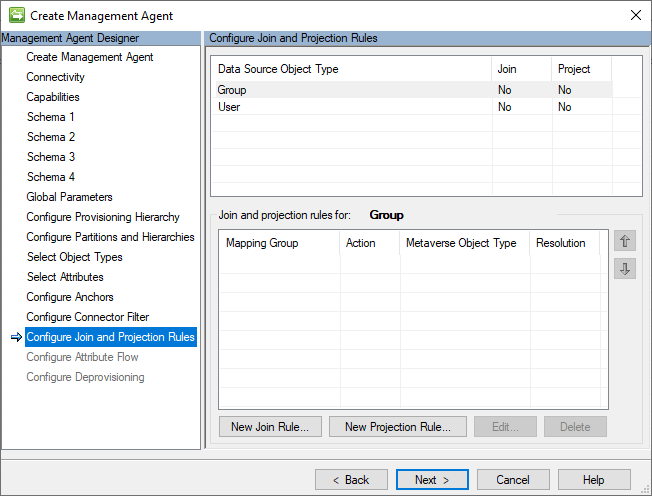 Create Management Agent
Management Agent Designer
Create Management Agent
Connectivity
Capabilities
Schema 1
Schema 2
Schema 3
Schema 4
Global Parameters
Configure Provisioning Hierarchy
Configure Partitions and Hierarchies
Select Object Types
Select Attributes
Configure Anchors
Configure Connector Filter
Configure Join and Projection Rules
Configure Attribute Flow
Configure Deprovisioning
Configure Join and Projection Rules
Data Source Object Type Join Project
Group No No
User No No
Join and projection rules for: Group
Mapping Group Action Metaverse Object Type Resolution
New Join Rule... New Projection Rule... Edit... Delete
< Back Next > Cancel Help